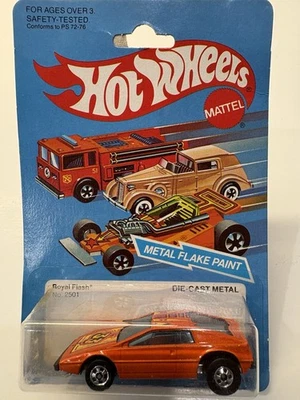 FOR AGES OVER 3.
SAFETY-TESTED.
Conforms to PS 72-76
HOT WHEELS
MATTEL
METAL FLAKE PAINT
Royal Flash
No. 2501
DIE-CAST METAL